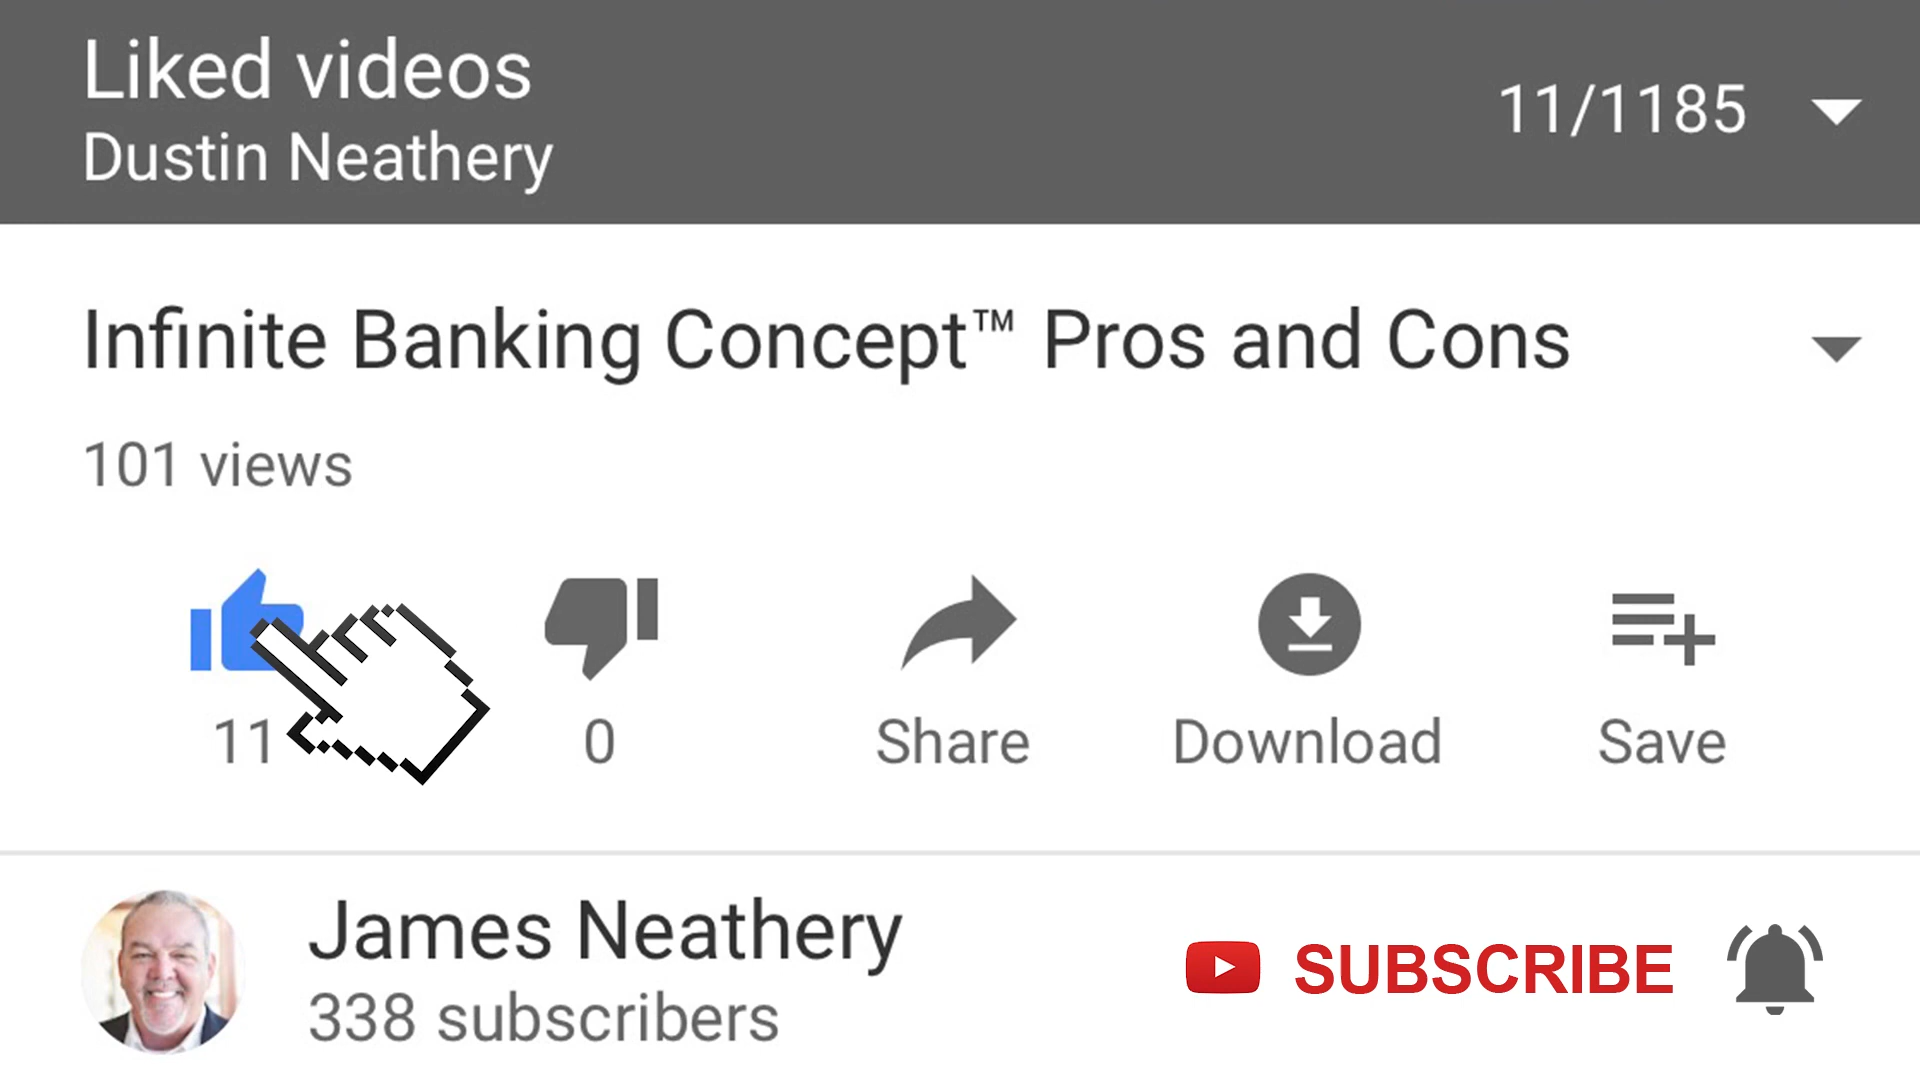 Liked videos
Dustin Neathery
11/1185
Infinite Banking Concept™ Pros and Cons
101 views
11
0
Share
Download
Save
James Neathery
338 subscribers
SUBSCRIBE